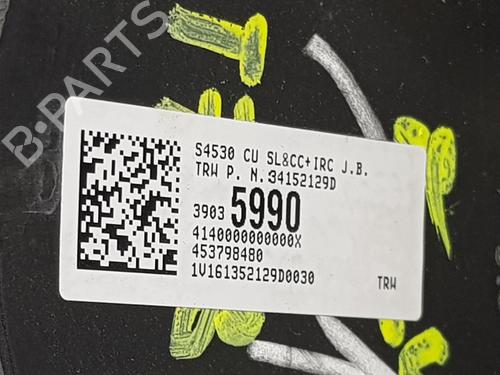 B-PARTS
S4530 CU SL&CC+IRC J.B.
TRW P. N.34152129D
3903 5990
4140000000000X
453798480
1V161352129D0030 TRW